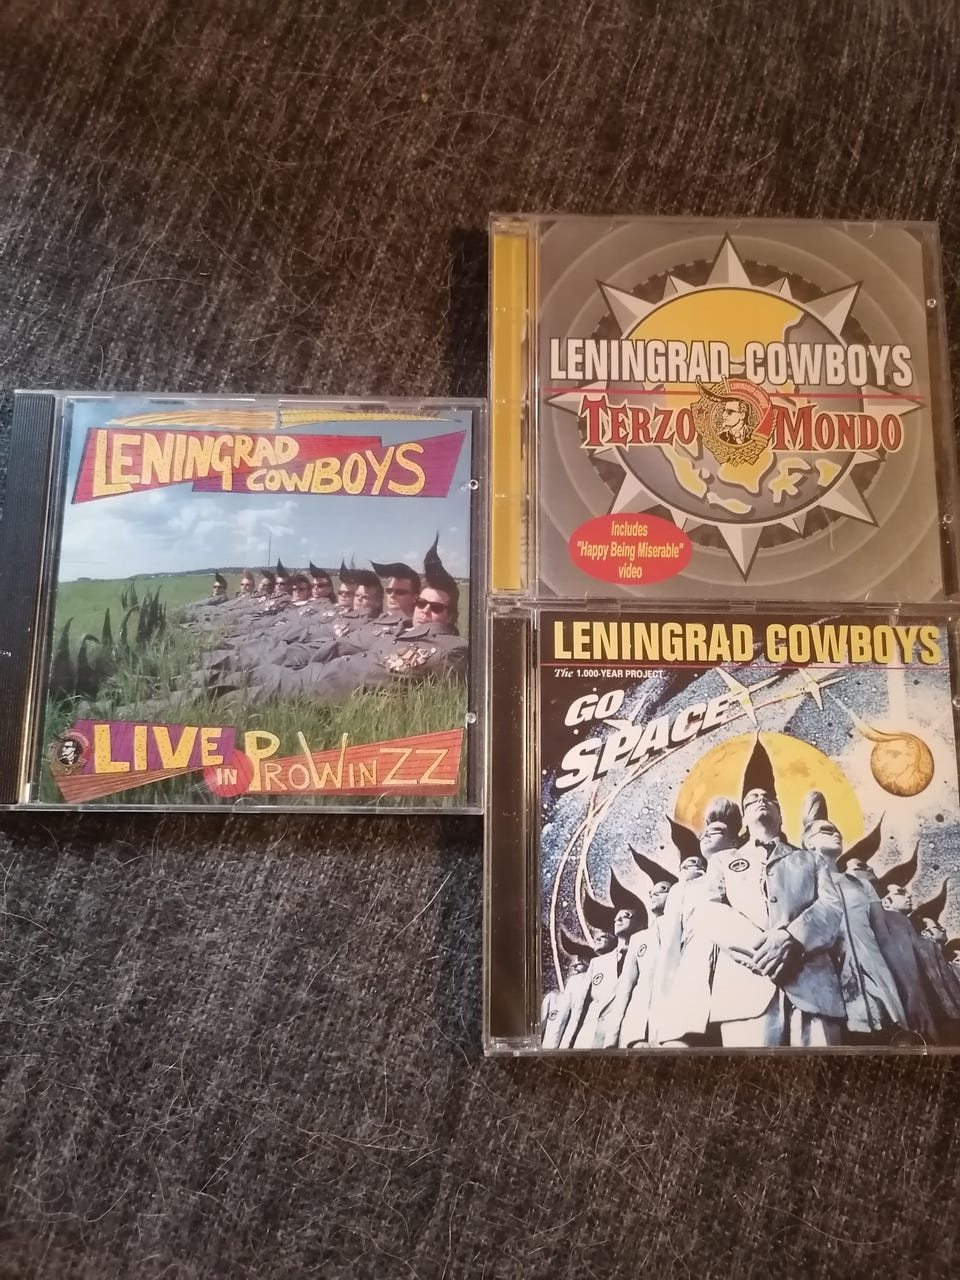 LENINGRAD
COWBOYS
LIVE
IN
PROWINZZ
LENINGRAD COWBOYS
TERZO MONDO
Includes
"Happy Being Miserable"
video
LENINGRAD COWBOYS
The 1.000-YEAR PROJECT
GO
SPACE